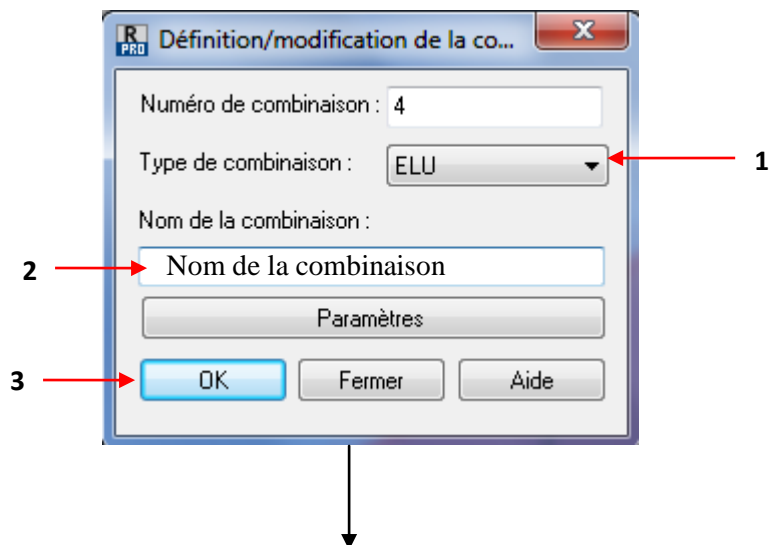 R PRO Définition/modification de la co...
Numéro de combinaison : 4
Type de combinaison : ELU
1
Nom de la combinaison :
2 Nom de la combinaison
Paramètres
3 OK Fermer Aide